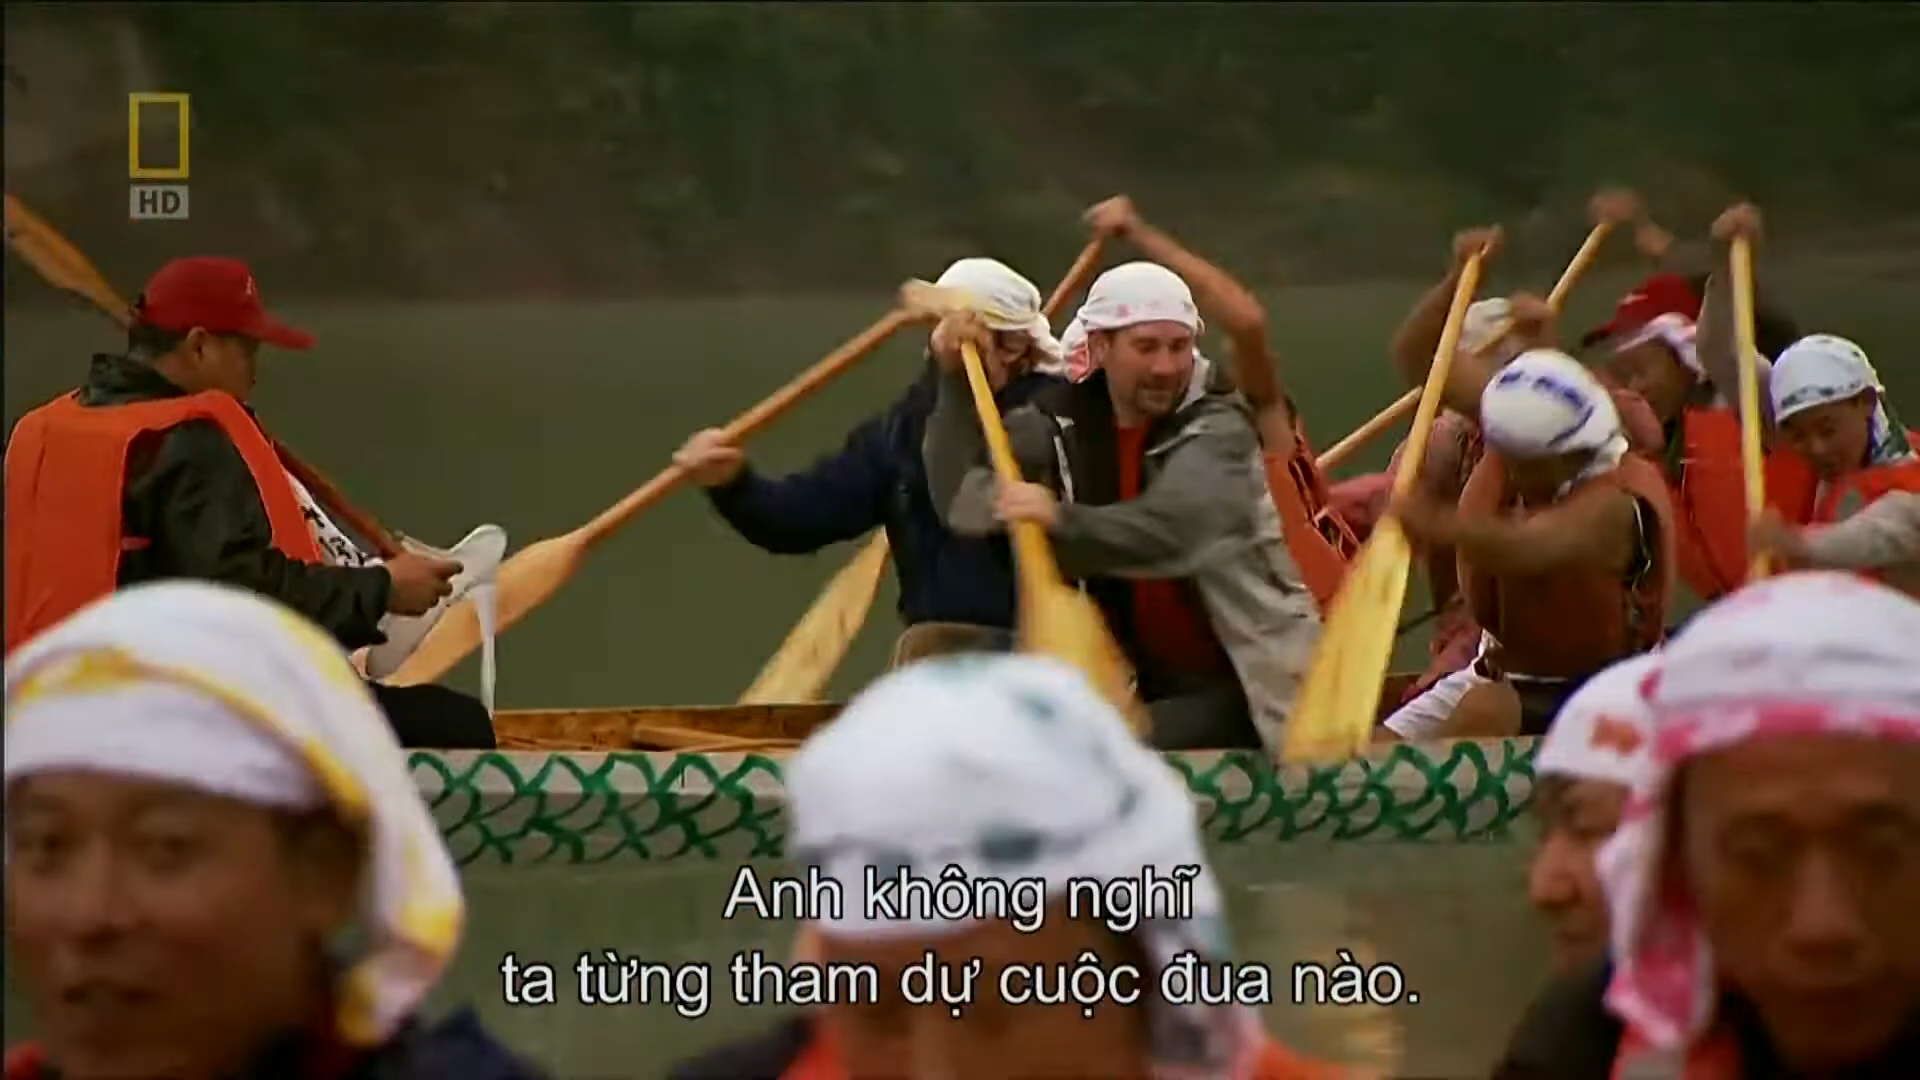 HD
Anh không nghĩ
ta từng tham dự cuộc đua nào.